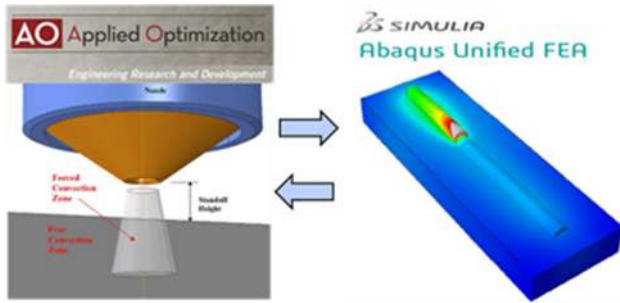 AO Applied Optimization
Engineering Research and Development
Nozzle
Forced
Convection
Zone
Standoff
Height
Free
Convection
Zone
DS SIMULIA
Abaqus Unified FEA